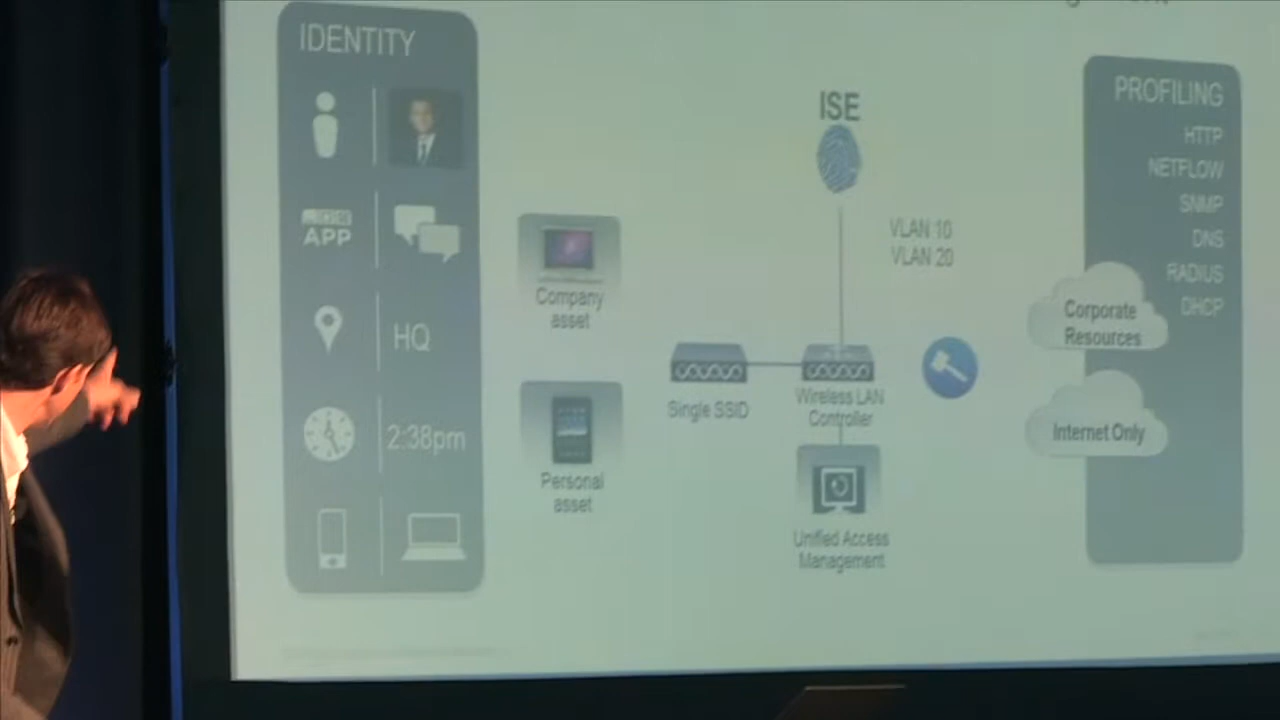 IDENTITY
APP
HQ
2:38pm
Company
asset
Personal
asset
ISE
VLAN 10
VLAN 20
Single SSID
Wireless LAN
Controller
Unified Access
Management
Corporate
Resources
Internet Only
PROFILING
HTTP
NETFLOW
SNMP
DNS
RADIUS
DHCP